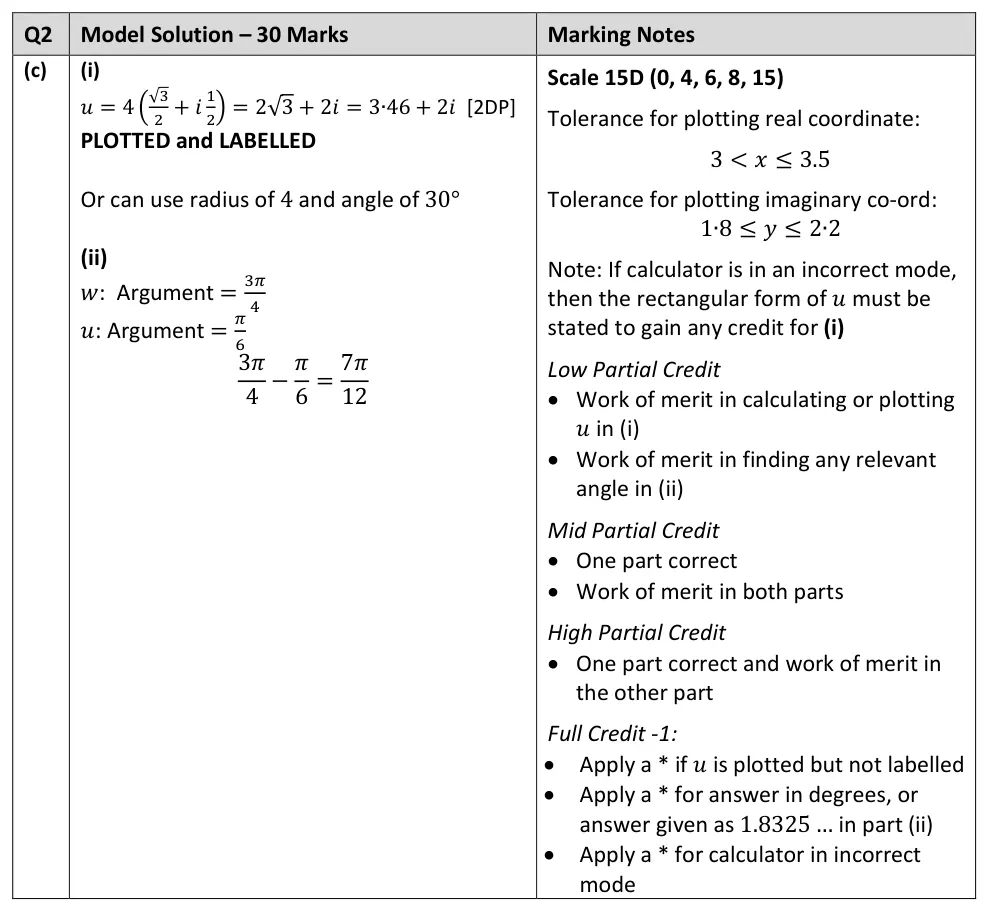 Q2 Model Solution – 30 Marks Marking Notes
(c) (i)
u = 4 (√3/2 + i 1/2) = 2√3 + 2i = 3·46 + 2i [2DP]
PLOTTED and LABELLED
Or can use radius of 4 and angle of 30°
(ii)
w: Argument = 3π/4
u: Argument = π/6
3π/4 − π/6 = 7π/12
Scale 15D (0, 4, 6, 8, 15)
Tolerance for plotting real coordinate:
3 < x ≤ 3.5
Tolerance for plotting imaginary co-ord:
1·8 ≤ y ≤ 2·2
Note: If calculator is in an incorrect mode,
then the rectangular form of u must be
stated to gain any credit for (i)
Low Partial Credit
• Work of merit in calculating or plotting
u in (i)
• Work of merit in finding any relevant
angle in (ii)
Mid Partial Credit
• One part correct
• Work of merit in both parts
High Partial Credit
• One part correct and work of merit in
the other part
Full Credit -1:
• Apply a * if u is plotted but not labelled
• Apply a * for answer in degrees, or
answer given as 1.8325 ... in part (ii)
• Apply a * for calculator in incorrect
mode